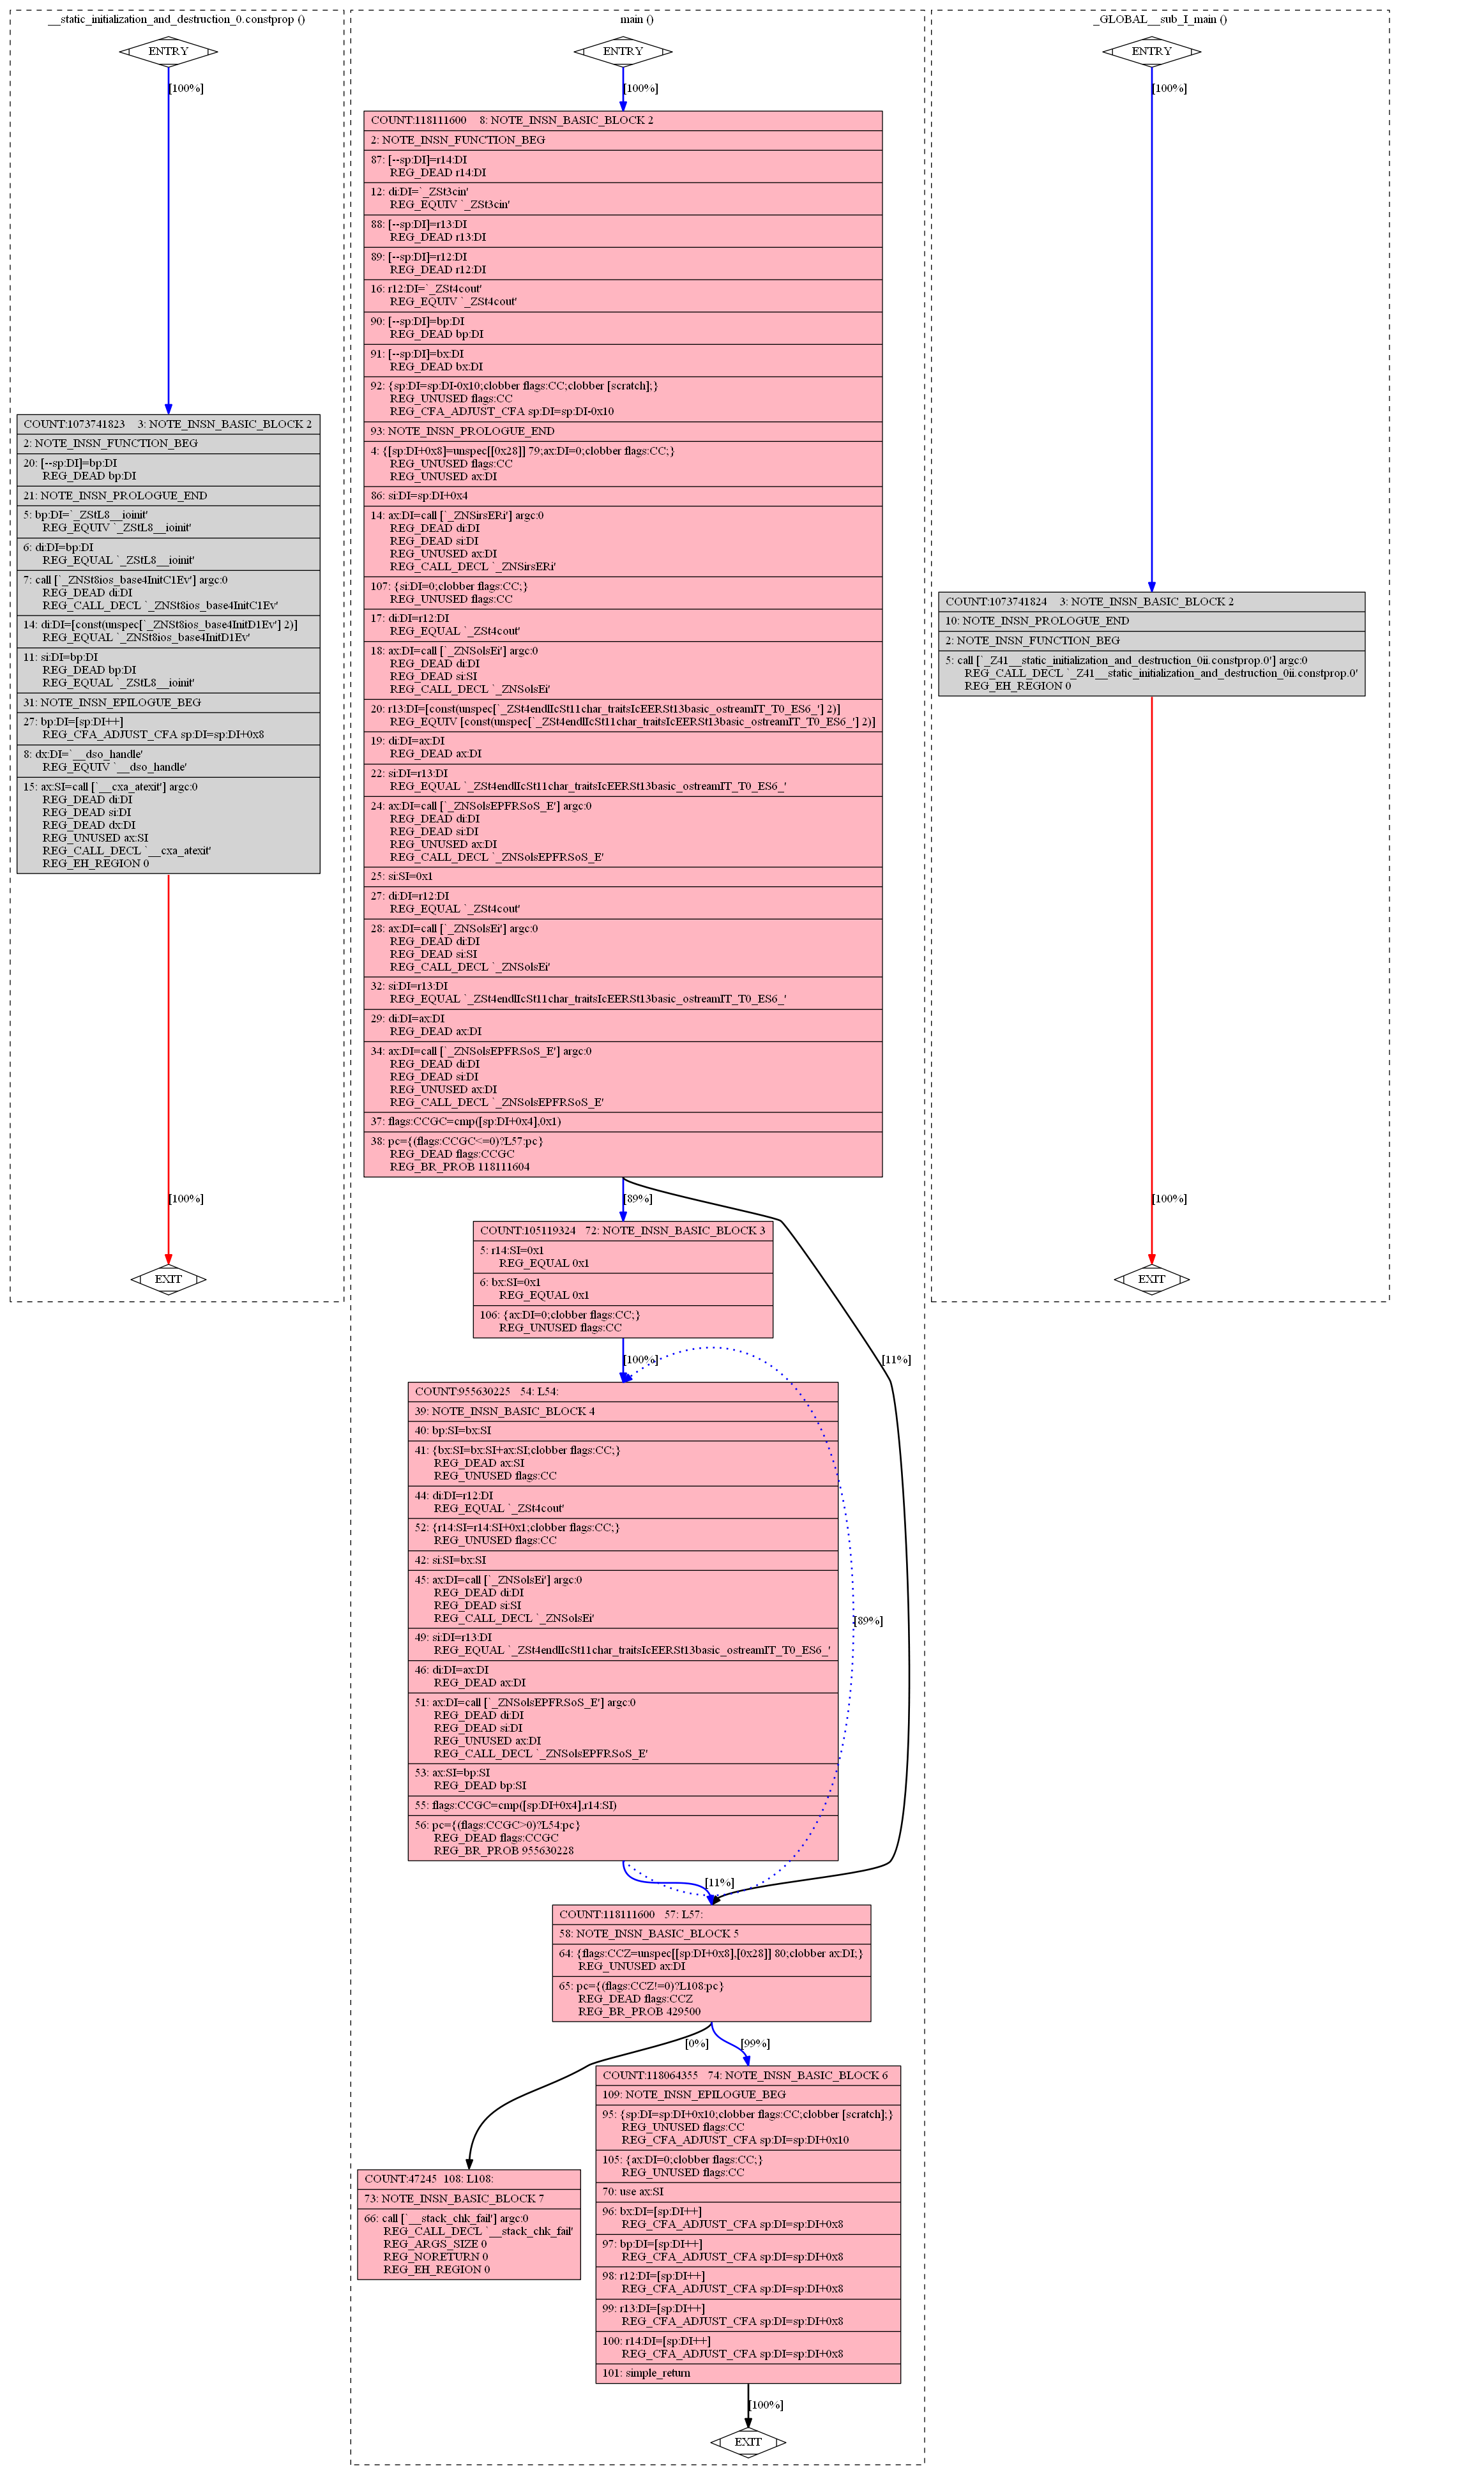 __static_initialization_and_destruction_0.constprop ()
ENTRY
[100%]
COUNT:1073741823 3: NOTE_INSN_BASIC_BLOCK 2
2: NOTE_INSN_FUNCTION_BEG
20: [--sp:DI]=bp:DI
REG_DEAD bp:DI
21: NOTE_INSN_PROLOGUE_END
5: bp:DI=`_ZStL8__ioinit'
REG_EQUIV `_ZStL8__ioinit'
6: di:DI=bp:DI
REG_EQUAL `_ZStL8__ioinit'
7: call [`_ZNSt8ios_base4InitC1Ev'] argc:0
REG_DEAD di:DI
REG_CALL_DECL `_ZNSt8ios_base4InitC1Ev'
14: di:DI=[const(unspec[`_ZNSt8ios_base4InitD1Ev'] 2)]
REG_EQUAL `_ZNSt8ios_base4InitD1Ev'
11: si:DI=bp:DI
REG_DEAD bp:DI
REG_EQUAL `_ZStL8__ioinit'
31: NOTE_INSN_EPILOGUE_BEG
27: bp:DI=[sp:DI++]
REG_CFA_ADJUST_CFA sp:DI=sp:DI+0x8
8: dx:DI=`__dso_handle'
REG_EQUIV `__dso_handle'
15: ax:SI=call [`__cxa_atexit'] argc:0
REG_DEAD di:DI
REG_DEAD si:DI
REG_DEAD dx:DI
REG_UNUSED ax:SI
REG_CALL_DECL `__cxa_atexit'
REG_EH_REGION 0
[100%]
EXIT
main ()
ENTRY
[100%]
COUNT:118111600 8: NOTE_INSN_BASIC_BLOCK 2
2: NOTE_INSN_FUNCTION_BEG
87: [--sp:DI]=r14:DI
REG_DEAD r14:DI
12: di:DI=`_ZSt3cin'
REG_EQUIV `_ZSt3cin'
88: [--sp:DI]=r13:DI
REG_DEAD r13:DI
89: [--sp:DI]=r12:DI
REG_DEAD r12:DI
16: r12:DI=`_ZSt4cout'
REG_EQUIV `_ZSt4cout'
90: [--sp:DI]=bp:DI
REG_DEAD bp:DI
91: [--sp:DI]=bx:DI
REG_DEAD bx:DI
92: {sp:DI=sp:DI-0x10;clobber flags:CC;clobber [scratch];}
REG_UNUSED flags:CC
REG_CFA_ADJUST_CFA sp:DI=sp:DI-0x10
93: NOTE_INSN_PROLOGUE_END
4: {[sp:DI+0x8]=unspec[[0x28]] 79;ax:DI=0;clobber flags:CC;}
REG_UNUSED flags:CC
REG_UNUSED ax:DI
86: si:DI=sp:DI+0x4
14: ax:DI=call [`_ZNSirsERi'] argc:0
REG_DEAD di:DI
REG_DEAD si:DI
REG_UNUSED ax:DI
REG_CALL_DECL `_ZNSirsERi'
107: {si:DI=0;clobber flags:CC;}
REG_UNUSED flags:CC
17: di:DI=r12:DI
REG_EQUAL `_ZSt4cout'
18: ax:DI=call [`_ZNSolsEi'] argc:0
REG_DEAD di:DI
REG_DEAD si:SI
REG_CALL_DECL `_ZNSolsEi'
20: r13:DI=[const(unspec[`_ZSt4endlIcSt11char_traitsIcEERSt13basic_ostreamIT_T0_ES6_'] 2)]
REG_EQUIV [const(unspec[`_ZSt4endlIcSt11char_traitsIcEERSt13basic_ostreamIT_T0_ES6_'] 2)]
19: di:DI=ax:DI
REG_DEAD ax:DI
22: si:DI=r13:DI
REG_EQUAL `_ZSt4endlIcSt11char_traitsIcEERSt13basic_ostreamIT_T0_ES6_'
24: ax:DI=call [`_ZNSolsEPFRSoS_E'] argc:0
REG_DEAD di:DI
REG_DEAD si:DI
REG_UNUSED ax:DI
REG_CALL_DECL `_ZNSolsEPFRSoS_E'
25: si:SI=0x1
27: di:DI=r12:DI
REG_EQUAL `_ZSt4cout'
28: ax:DI=call [`_ZNSolsEi'] argc:0
REG_DEAD di:DI
REG_DEAD si:SI
REG_CALL_DECL `_ZNSolsEi'
32: si:DI=r13:DI
REG_EQUAL `_ZSt4endlIcSt11char_traitsIcEERSt13basic_ostreamIT_T0_ES6_'
29: di:DI=ax:DI
REG_DEAD ax:DI
34: ax:DI=call [`_ZNSolsEPFRSoS_E'] argc:0
REG_DEAD di:DI
REG_DEAD si:DI
REG_UNUSED ax:DI
REG_CALL_DECL `_ZNSolsEPFRSoS_E'
37: flags:CCGC=cmp([sp:DI+0x4],0x1)
38: pc={(flags:CCGC<=0)?L57:pc}
REG_DEAD flags:CCGC
REG_BR_PROB 118111604
[89%]
[11%]
COUNT:105119324 72: NOTE_INSN_BASIC_BLOCK 3
5: r14:SI=0x1
REG_EQUAL 0x1
6: bx:SI=0x1
REG_EQUAL 0x1
106: {ax:DI=0;clobber flags:CC;}
REG_UNUSED flags:CC
[100%]
COUNT:955630225 54: L54:
39: NOTE_INSN_BASIC_BLOCK 4
40: bp:SI=bx:SI
41: {bx:SI=bx:SI+ax:SI;clobber flags:CC;}
REG_DEAD ax:SI
REG_UNUSED flags:CC
44: di:DI=r12:DI
REG_EQUAL `_ZSt4cout'
52: {r14:SI=r14:SI+0x1;clobber flags:CC;}
REG_UNUSED flags:CC
42: si:SI=bx:SI
45: ax:DI=call [`_ZNSolsEi'] argc:0
REG_DEAD di:DI
REG_DEAD si:SI
REG_CALL_DECL `_ZNSolsEi'
49: si:DI=r13:DI
REG_EQUAL `_ZSt4endlIcSt11char_traitsIcEERSt13basic_ostreamIT_T0_ES6_'
46: di:DI=ax:DI
REG_DEAD ax:DI
51: ax:DI=call [`_ZNSolsEPFRSoS_E'] argc:0
REG_DEAD di:DI
REG_DEAD si:DI
REG_UNUSED ax:DI
REG_CALL_DECL `_ZNSolsEPFRSoS_E'
53: ax:SI=bp:SI
REG_DEAD bp:SI
55: flags:CCGC=cmp([sp:DI+0x4],r14:SI)
56: pc={(flags:CCGC>0)?L54:pc}
REG_DEAD flags:CCGC
REG_BR_PROB 955630228
[89%]
[11%]
COUNT:118111600 57: L57:
58: NOTE_INSN_BASIC_BLOCK 5
64: {flags:CCZ=unspec[[sp:DI+0x8],[0x28]] 80;clobber ax:DI;}
REG_UNUSED ax:DI
65: pc={(flags:CCZ!=0)?L108:pc}
REG_DEAD flags:CCZ
REG_BR_PROB 429500
[0%]
[99%]
COUNT:47245 108: L108:
73: NOTE_INSN_BASIC_BLOCK 7
66: call [`__stack_chk_fail'] argc:0
REG_CALL_DECL `__stack_chk_fail'
REG_ARGS_SIZE 0
REG_NORETURN 0
REG_EH_REGION 0
COUNT:118064355 74: NOTE_INSN_BASIC_BLOCK 6
109: NOTE_INSN_EPILOGUE_BEG
95: {sp:DI=sp:DI+0x10;clobber flags:CC;clobber [scratch];}
REG_UNUSED flags:CC
REG_CFA_ADJUST_CFA sp:DI=sp:DI+0x10
105: {ax:DI=0;clobber flags:CC;}
REG_UNUSED flags:CC
70: use ax:SI
96: bx:DI=[sp:DI++]
REG_CFA_ADJUST_CFA sp:DI=sp:DI+0x8
97: bp:DI=[sp:DI++]
REG_CFA_ADJUST_CFA sp:DI=sp:DI+0x8
98: r12:DI=[sp:DI++]
REG_CFA_ADJUST_CFA sp:DI=sp:DI+0x8
99: r13:DI=[sp:DI++]
REG_CFA_ADJUST_CFA sp:DI=sp:DI+0x8
100: r14:DI=[sp:DI++]
REG_CFA_ADJUST_CFA sp:DI=sp:DI+0x8
101: simple_return
[100%]
EXIT
_GLOBAL__sub_I_main ()
ENTRY
[100%]
COUNT:1073741824 3: NOTE_INSN_BASIC_BLOCK 2
10: NOTE_INSN_PROLOGUE_END
2: NOTE_INSN_FUNCTION_BEG
5: call [`_Z41__static_initialization_and_destruction_0ii.constprop.0'] argc:0
REG_CALL_DECL `_Z41__static_initialization_and_destruction_0ii.constprop.0'
REG_EH_REGION 0
[100%]
EXIT